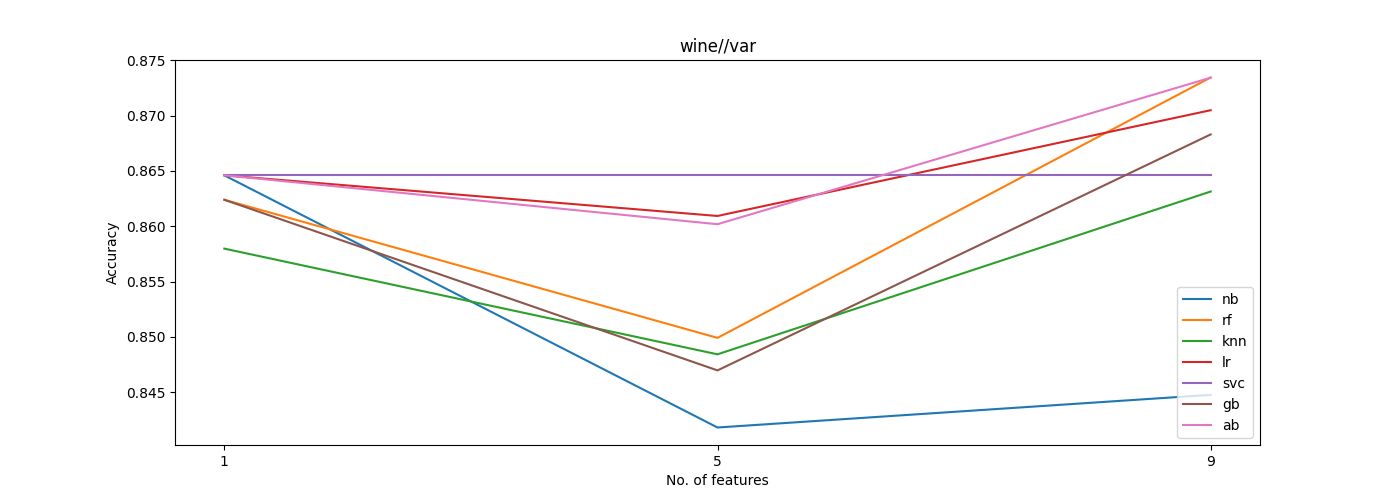 wine//var
0.875
0.870
0.865
0.860
0.855
0.850
0.845
Accuracy
1 5 9
No. of features
nb
rf
knn
lr
svc
gb
ab